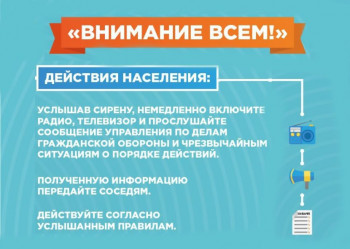 «ВНИМАНИЕ ВСЕМ!»
ДЕЙСТВИЯ НАСЕЛЕНИЯ:
УСЛЫШАВ СИРЕНУ, НЕМЕДЛЕННО ВКЛЮЧИТЕ
РАДИО, ТЕЛЕВИЗОР И ПРОСЛУШАЙТЕ
СООБЩЕНИЕ УПРАВЛЕНИЯ ПО ДЕЛАМ
ГРАЖДАНСКОЙ ОБОРОНЫ И ЧРЕЗВЫЧАЙНЫМ
СИТУАЦИЯМ О ПОРЯДКЕ ДЕЙСТВИЙ.
ПОЛУЧЕННУЮ ИНФОРМАЦИЮ
ПЕРЕДАЙТЕ СОСЕДЯМ.
ДЕЙСТВУЙТЕ СОГЛАСНО
УСЛЫШАННЫМ ПРАВИЛАМ.